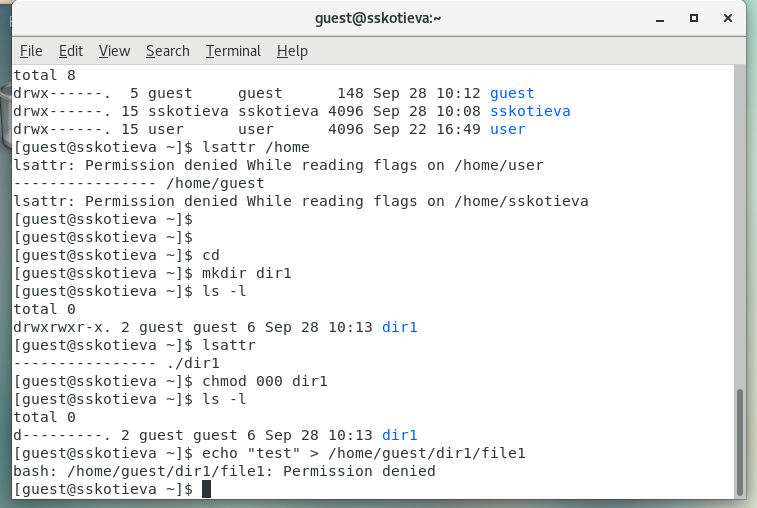 guest@sskotieva:~
File Edit View Search Terminal Help
total 8
drwx------.  5 guest     guest      148 Sep 28 10:12 guest
drwx------. 15 sskotieva sskotieva 4096 Sep 28 10:08 sskotieva
drwx------. 15 user      user      4096 Sep 22 16:49 user
[guest@sskotieva ~]$ lsattr /home
lsattr: Permission denied While reading flags on /home/user
---------------- /home/guest
lsattr: Permission denied While reading flags on /home/sskotieva
[guest@sskotieva ~]$
[guest@sskotieva ~]$
[guest@sskotieva ~]$ cd
[guest@sskotieva ~]$ mkdir dir1
[guest@sskotieva ~]$ ls -l
total 0
drwxrwxr-x. 2 guest guest 6 Sep 28 10:13 dir1
[guest@sskotieva ~]$ lsattr
---------------- ./dir1
[guest@sskotieva ~]$ chmod 000 dir1
[guest@sskotieva ~]$ ls -l
total 0
d---------. 2 guest guest 6 Sep 28 10:13 dir1
[guest@sskotieva ~]$ echo "test" > /home/guest/dir1/file1
bash: /home/guest/dir1/file1: Permission denied
[guest@sskotieva ~]$